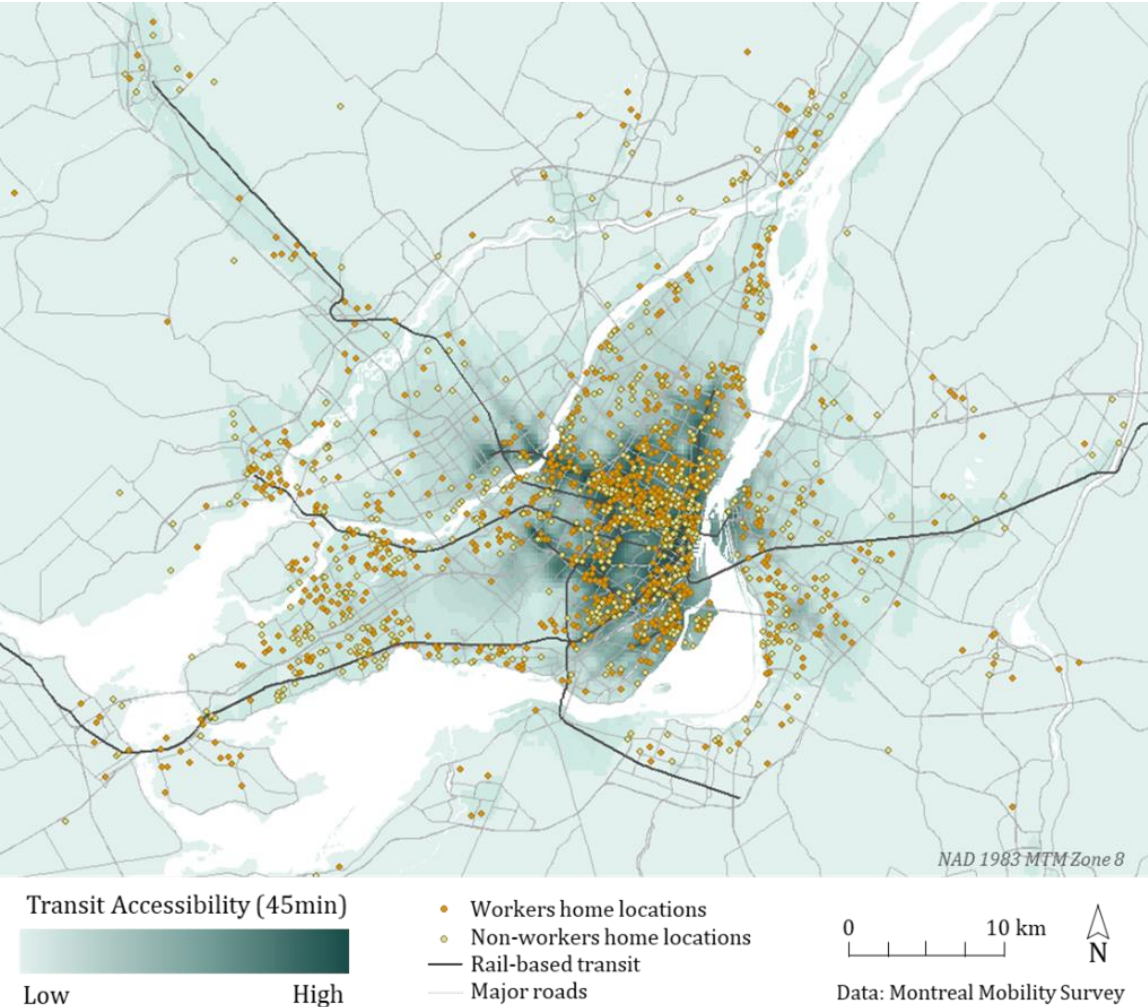 NAD 1983 MTM Zone 8
Transit Accessibility (45min)
Low High
Workers home locations
Non-workers home locations
Rail-based transit
Major roads
0 10 km
N
Data: Montreal Mobility Survey